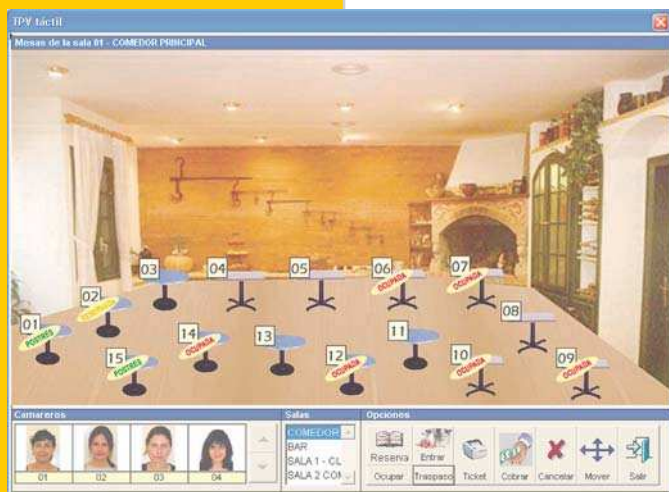 TPV táctil
Mesas de la sala 01 - COMEDOR PRINCIPAL
03
04
05
06
OCUPADA
07
OCUPADA
02
01
POSTRES
14
OCUPADA
13
11
08
15
POSTRES
12
OCUPADA
10
OCUPADA
09
OCUPADA
Camareros
Salas
Opciones
01
02
03
04
COMEDOR
BAR
SALA 1 - CL
SALA 2 COM
Reserva
Entrar
Ocupar
Traspaso
Ticket
Cobrar
Cancelar
Mover
Salir